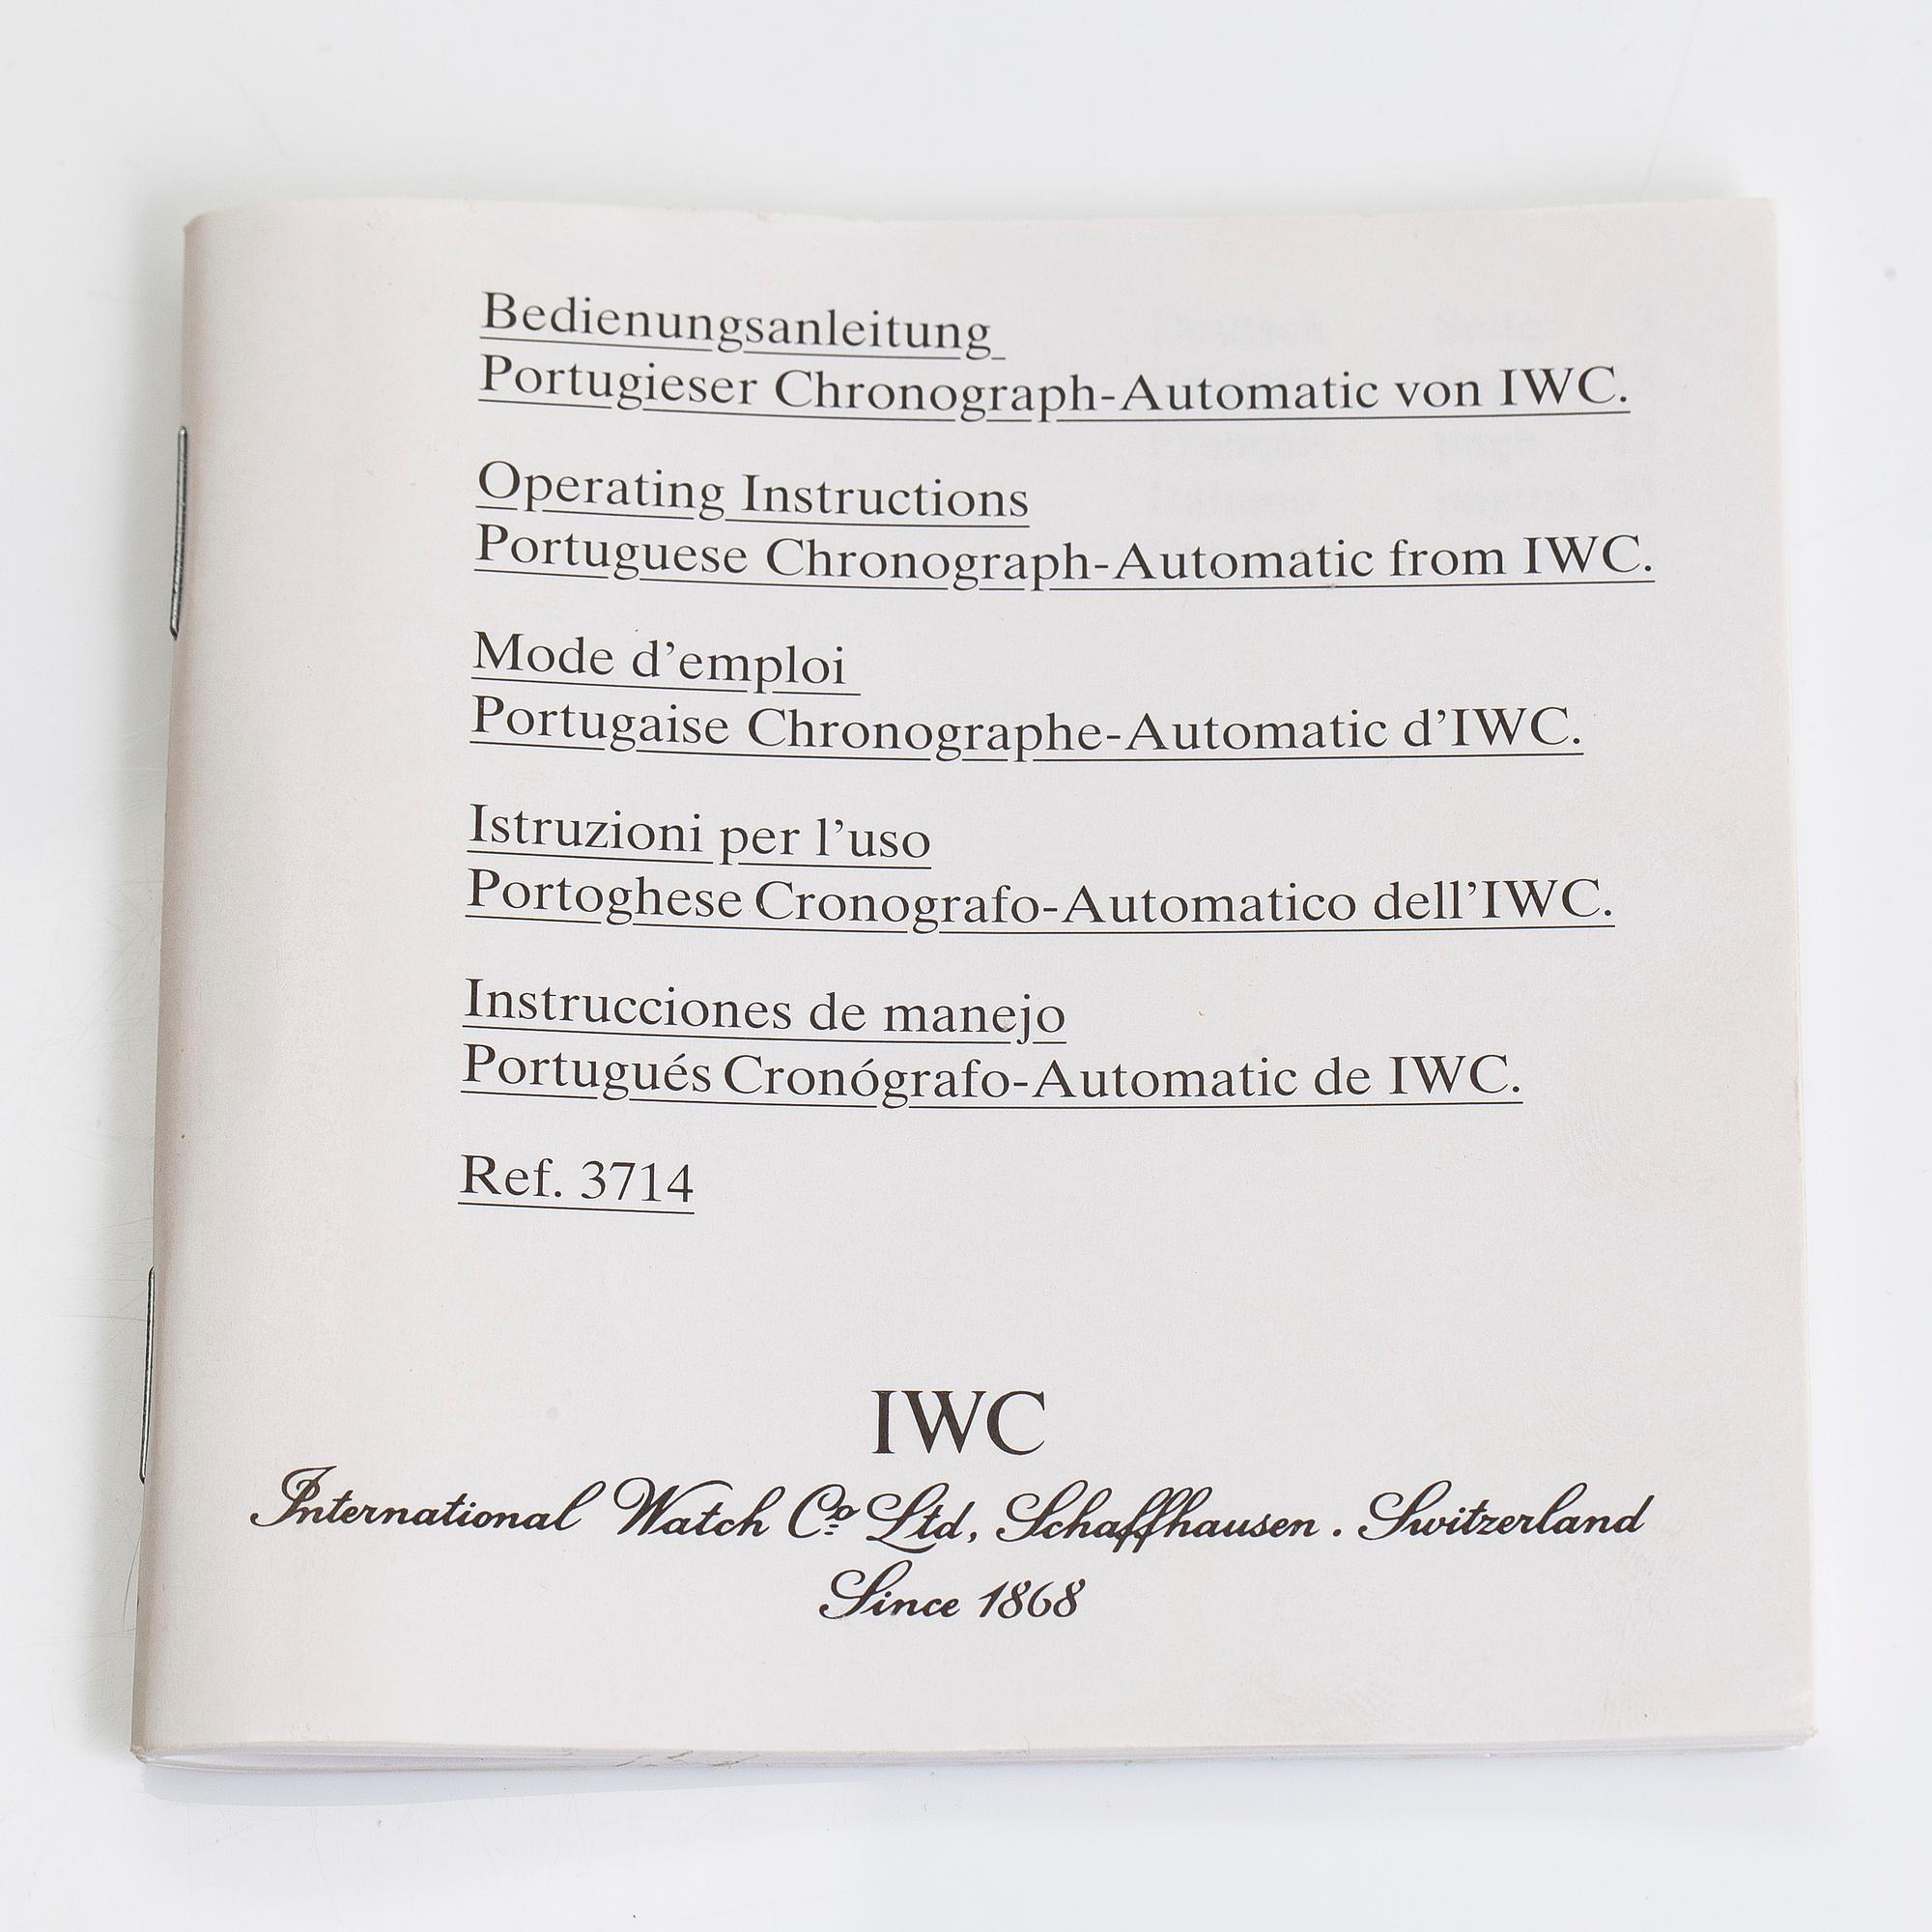 Bedienungsanleitung
Portugieser Chronograph-Automatic von IWC.
Operating Instructions
Portuguese Chronograph-Automatic from IWC.
Mode d’emploi
Portugaise Chronographe-Automatic d’IWC.
Istruzioni per l’uso
Portoghese Cronografo-Automatico dell’IWC.
Instrucciones de manejo
Portugués Cronógrafo-Automatic de IWC.
Ref. 3714
IWC
International Watch Co Ltd, Schaffhausen . Switzerland
Since 1868